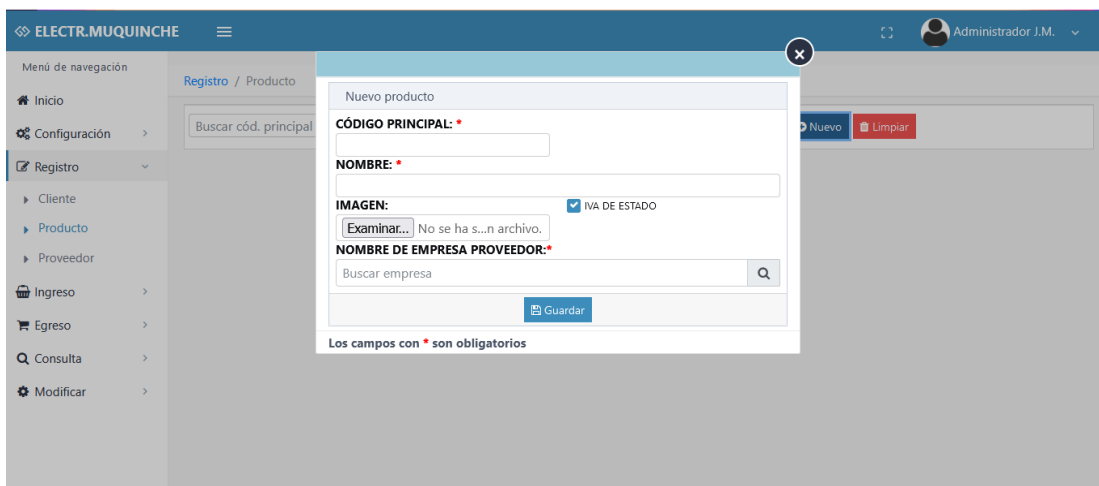 ELECTR.MUQUINCHE
Administrador J.M.
Menú de navegación
Inicio
Configuración
Registro
Cliente
Producto
Proveedor
Ingreso
Egreso
Consulta
Modificar
Registro / Producto
Buscar cód. principal
Nuevo
Limpiar
Nuevo producto
CÓDIGO PRINCIPAL: *
NOMBRE: *
IMAGEN:
IVA DE ESTADO
Examinar... No se ha s...n archivo.
NOMBRE DE EMPRESA PROVEEDOR:*
Buscar empresa
Guardar
Los campos con * son obligatorios